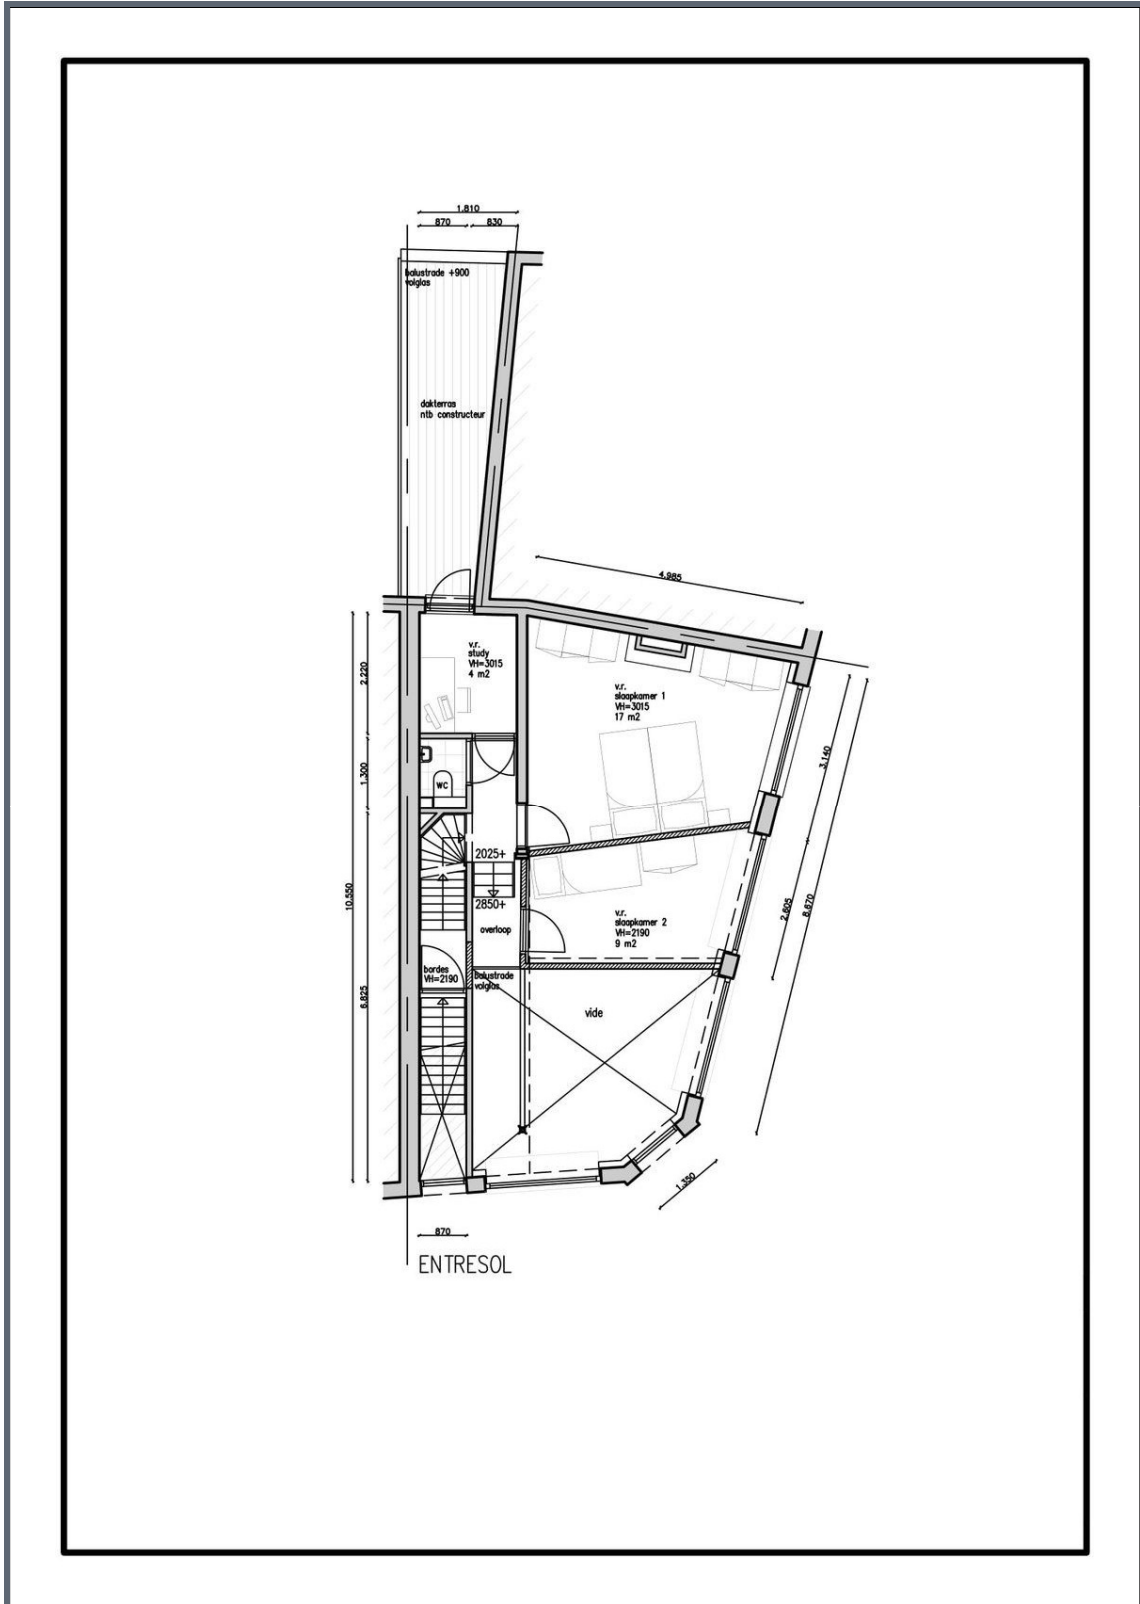 1.810
870
830
balustrade +900
volglas
dakterras
ntb constructeur
4.985
v.r.
study
VH=3015
4 m2
v.r.
slaapkamer 1
VH=3015
17 m2
2.220
1.300
6.825
10.550
3.140
2.605
8.670
WC
2025+
2850+
overloop
v.r.
slaapkamer 2
VH=2190
9 m2
bordes
VH=2190
balustrade
volglas
vide
1.350
870
ENTRESOL